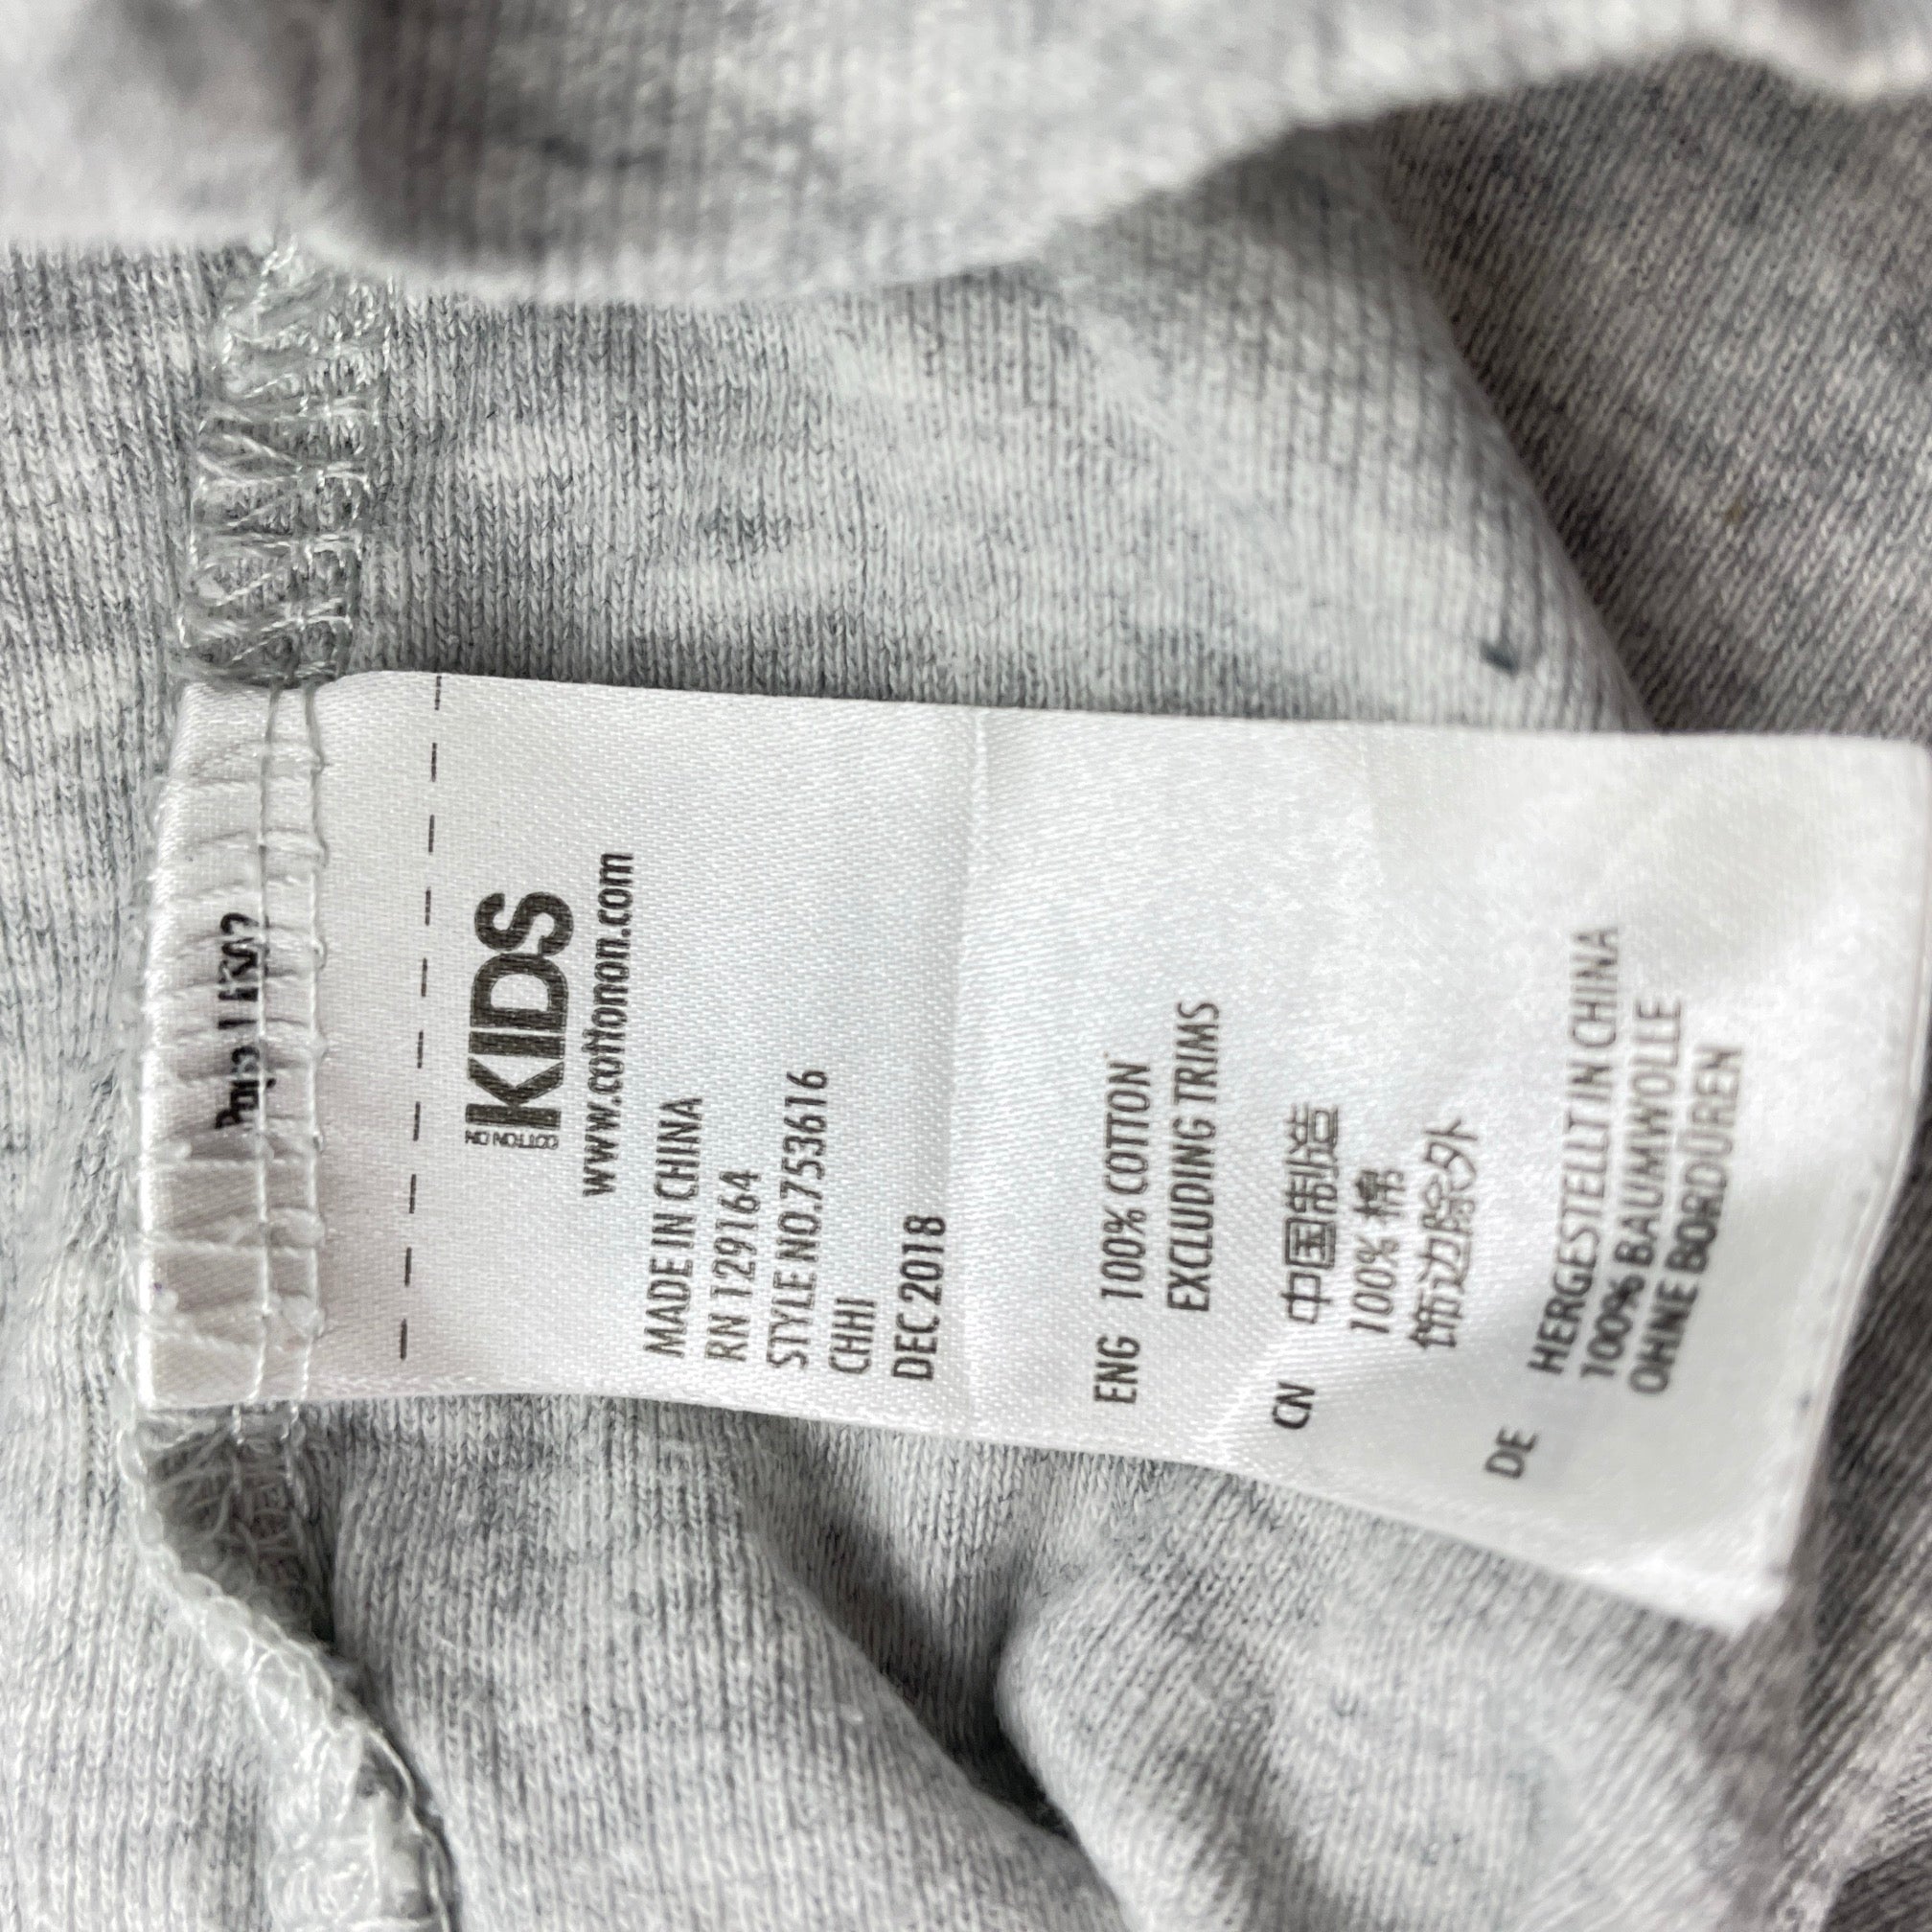 COTTON ON
KIDS
www.cottonon.com
MADE IN CHINA
RN 129164
STYLE NO.753616
CHHI
DEC 2018
ENG 100% COTTON
EXCLUDING TRIMS
CN 中国制造
100% 棉
饰边除外
DE HERGESTELLT IN CHINA
100% BAUMWOLLE
OHNE BORDÜREN